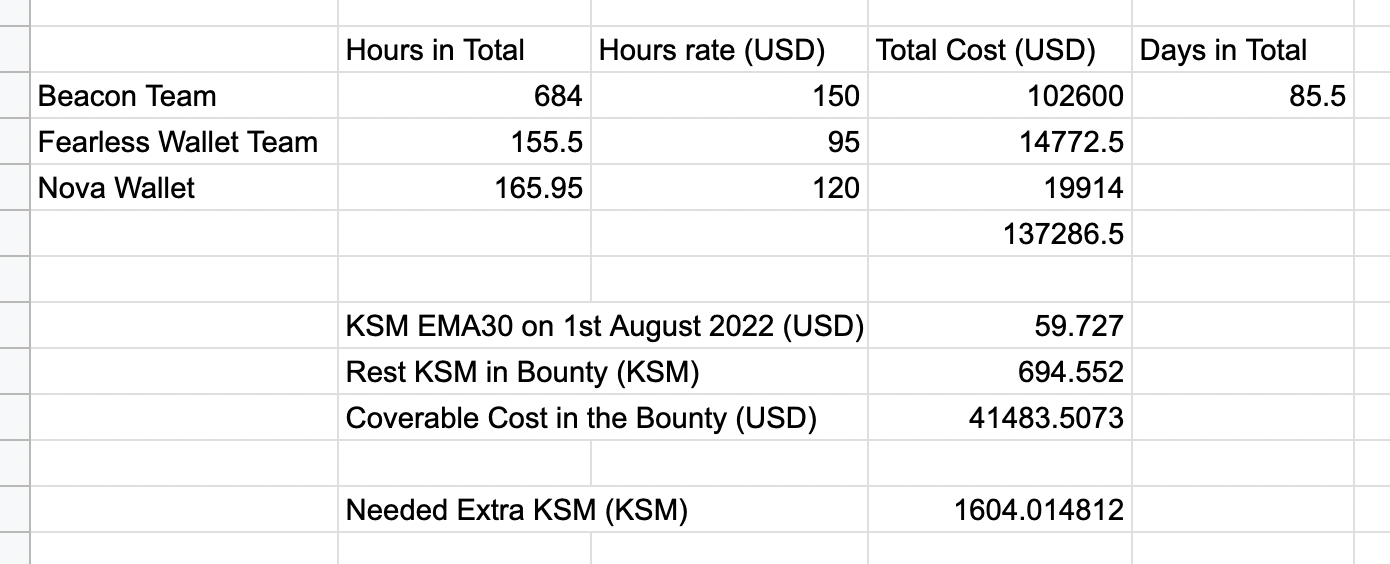 Hours in Total Hours rate (USD) Total Cost (USD) Days in Total
Beacon Team 684 150 102600 85.5
Fearless Wallet Team 155.5 95 14772.5
Nova Wallet 165.95 120 19914
137286.5
KSM EMA30 on 1st August 2022 (USD) 59.727
Rest KSM in Bounty (KSM) 694.552
Coverable Cost in the Bounty (USD) 41483.5073
Needed Extra KSM (KSM) 1604.014812